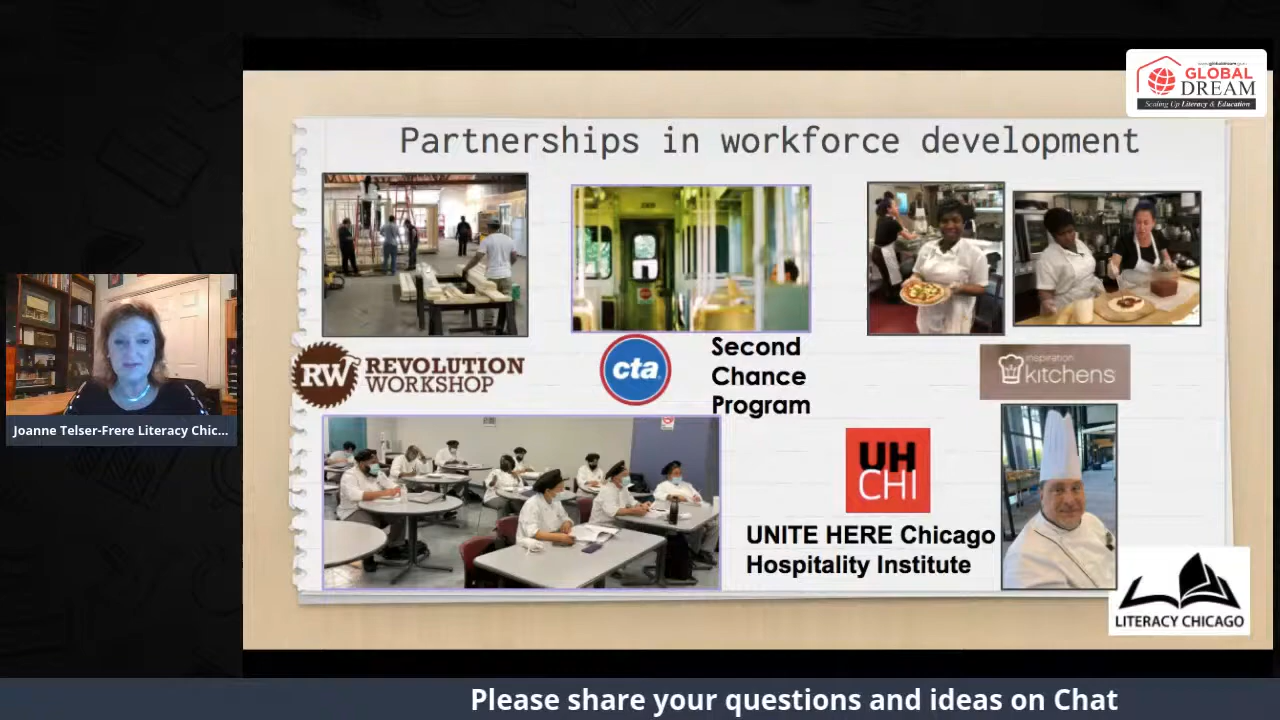 GLOBAL
DREAM
Scaling Up Literacy & Education
Partnerships in workforce development
RW REVOLUTION
WORKSHOP
cta
Second
Chance
Program
inspiration
kitchens
Joanne Telser-Frere Literacy Chic...
UH
CHI
UNITE HERE Chicago
Hospitality Institute
LITERACY CHICAGO
Please share your questions and ideas on Chat